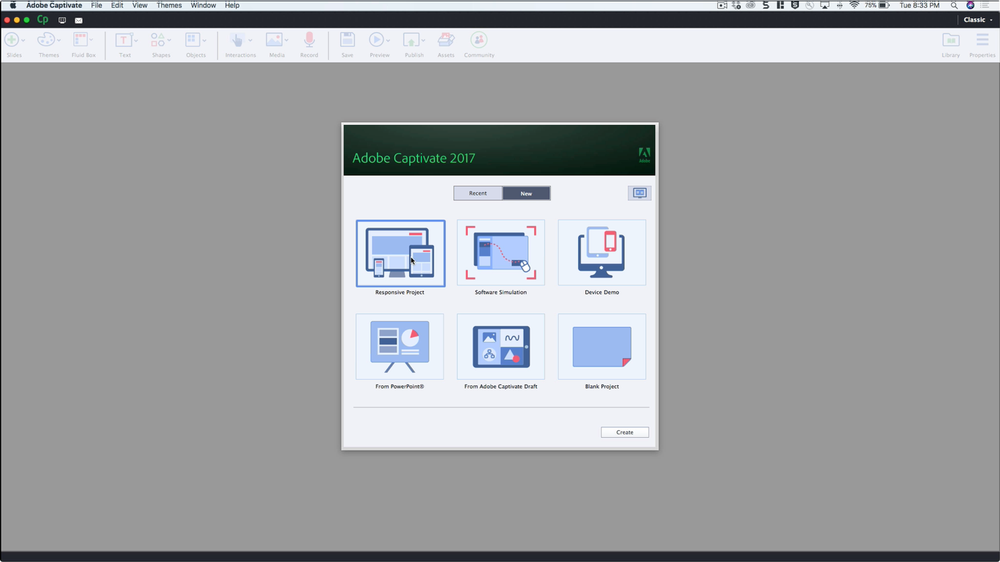 Adobe Captivate File Edit View Themes Window Help 75% Tue 8:33 PM
Cp Classic
Slides Themes Fluid Box Text Shapes Objects Interactions Media Record Save Preview Publish Assets Community Library Properties
Adobe Captivate 2017
Adobe
Recent New
Responsive Project Software Simulation Device Demo
From PowerPoint® From Adobe Captivate Draft Blank Project
Create